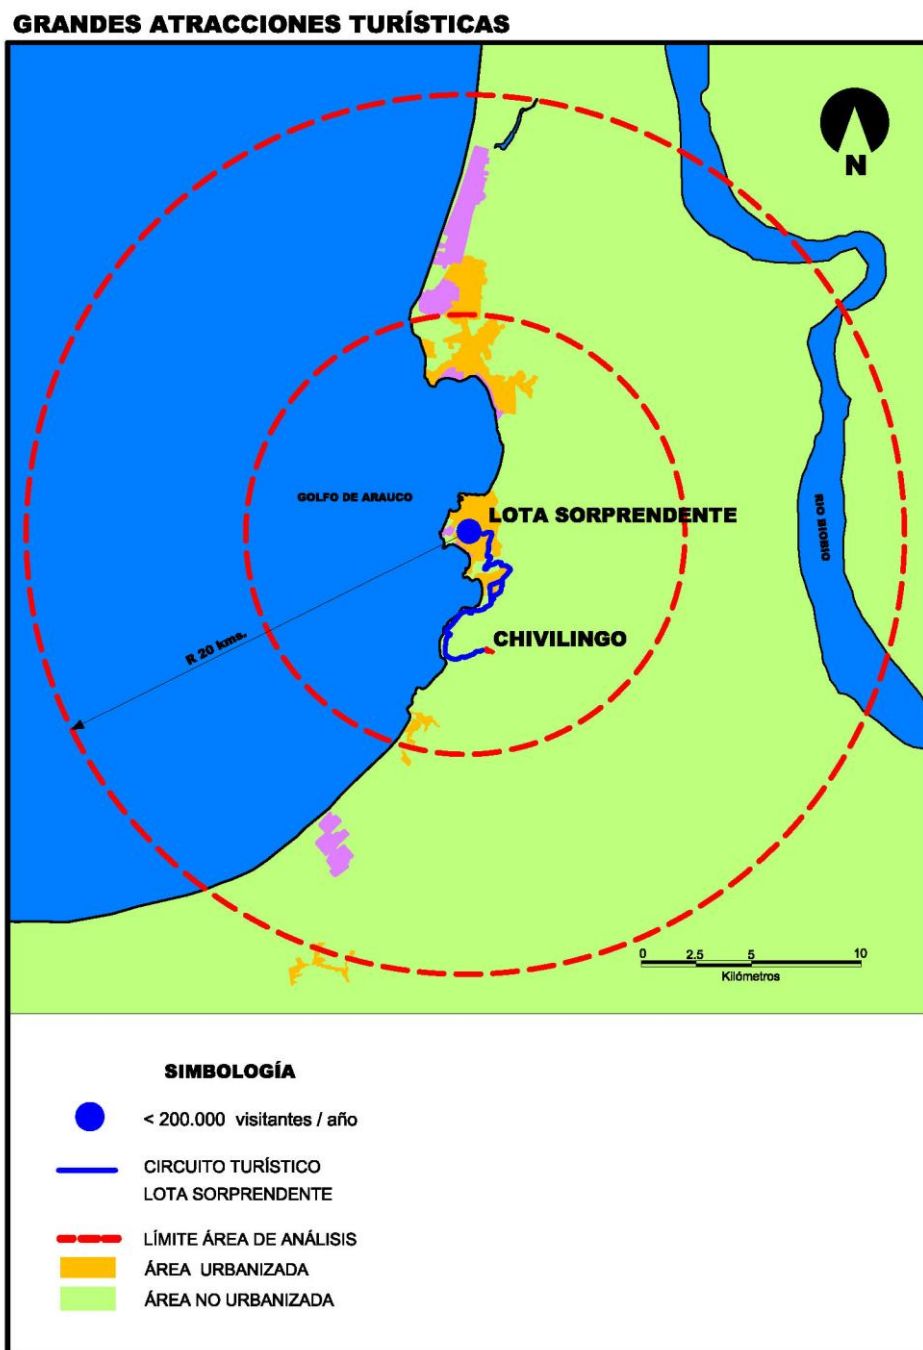 GRANDES ATRACCIONES TURÍSTICAS
N
GOLFO DE ARAUCO
LOTA SORPRENDENTE
RIO BIOBIO
CHIVILINGO
R 20 kms.
0 2.5 5 10
Kilómetros
SIMBOLOGÍA
< 200.000 visitantes / año
CIRCUITO TURÍSTICO
LOTA SORPRENDENTE
LÍMITE ÁREA DE ANÁLISIS
ÁREA URBANIZADA
ÁREA NO URBANIZADA